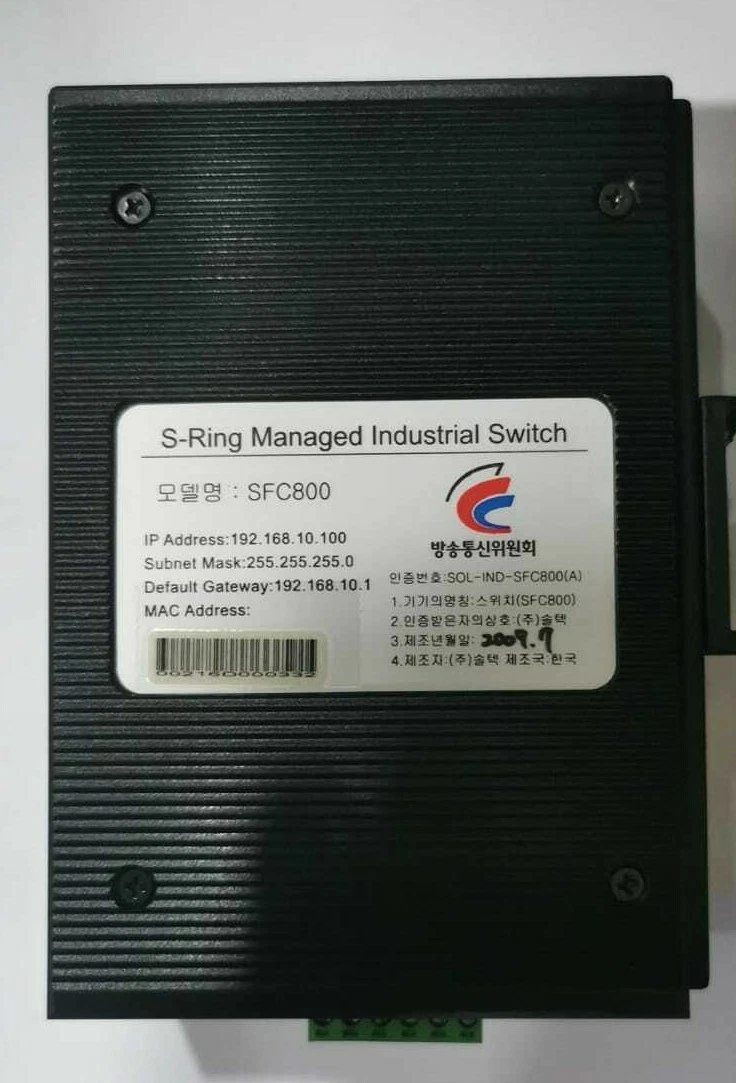 S-Ring Managed Industrial Switch
모델명 : SFC800
IP Address:192.168.10.100
Subnet Mask:255.255.255.0
Default Gateway:192.168.10.1
MAC Address:
00216D000332
방송통신위원회
인증번호:SOL-IND-SFC800(A)
1.기기의명칭:스위치(SFC800)
2.인증받은자의상호:(주)솔텍
3.제조년월일: 2009.7
4.제조자:(주)솔텍 제조국:한국